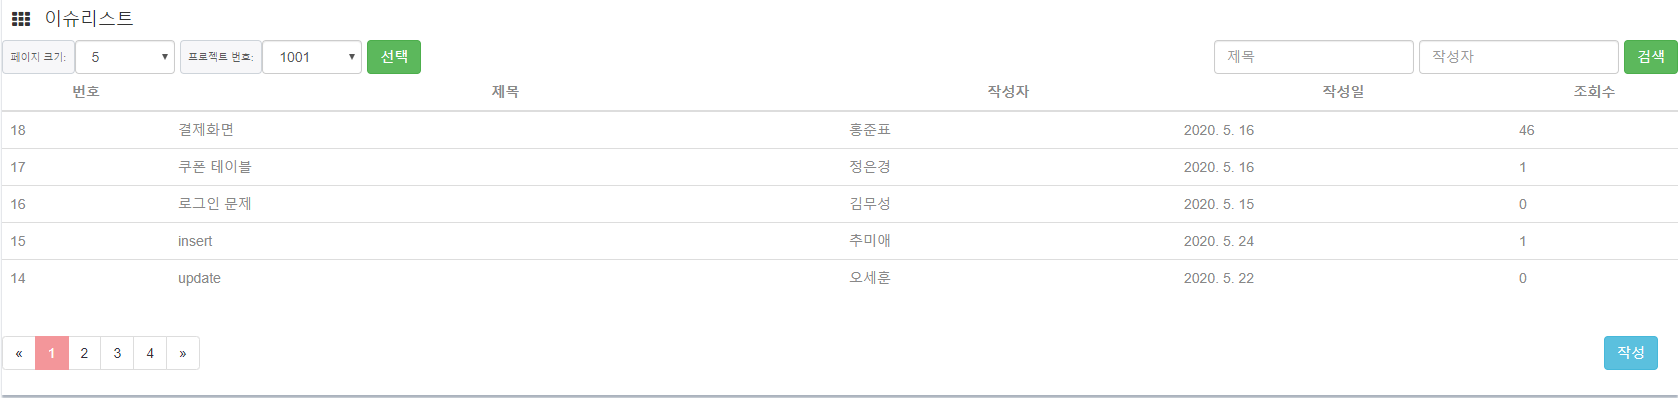 이슈리스트
페이지 크기: 5 프로젝트 번호: 1001 선택 제목 작성자 검색
번호 제목 작성자 작성일 조회수
18 결제화면 홍준표 2020. 5. 16 46
17 쿠폰 테이블 정은경 2020. 5. 16 1
16 로그인 문제 김무성 2020. 5. 15 0
15 insert 추미애 2020. 5. 24 1
14 update 오세훈 2020. 5. 22 0
« 1 2 3 4 » 작성